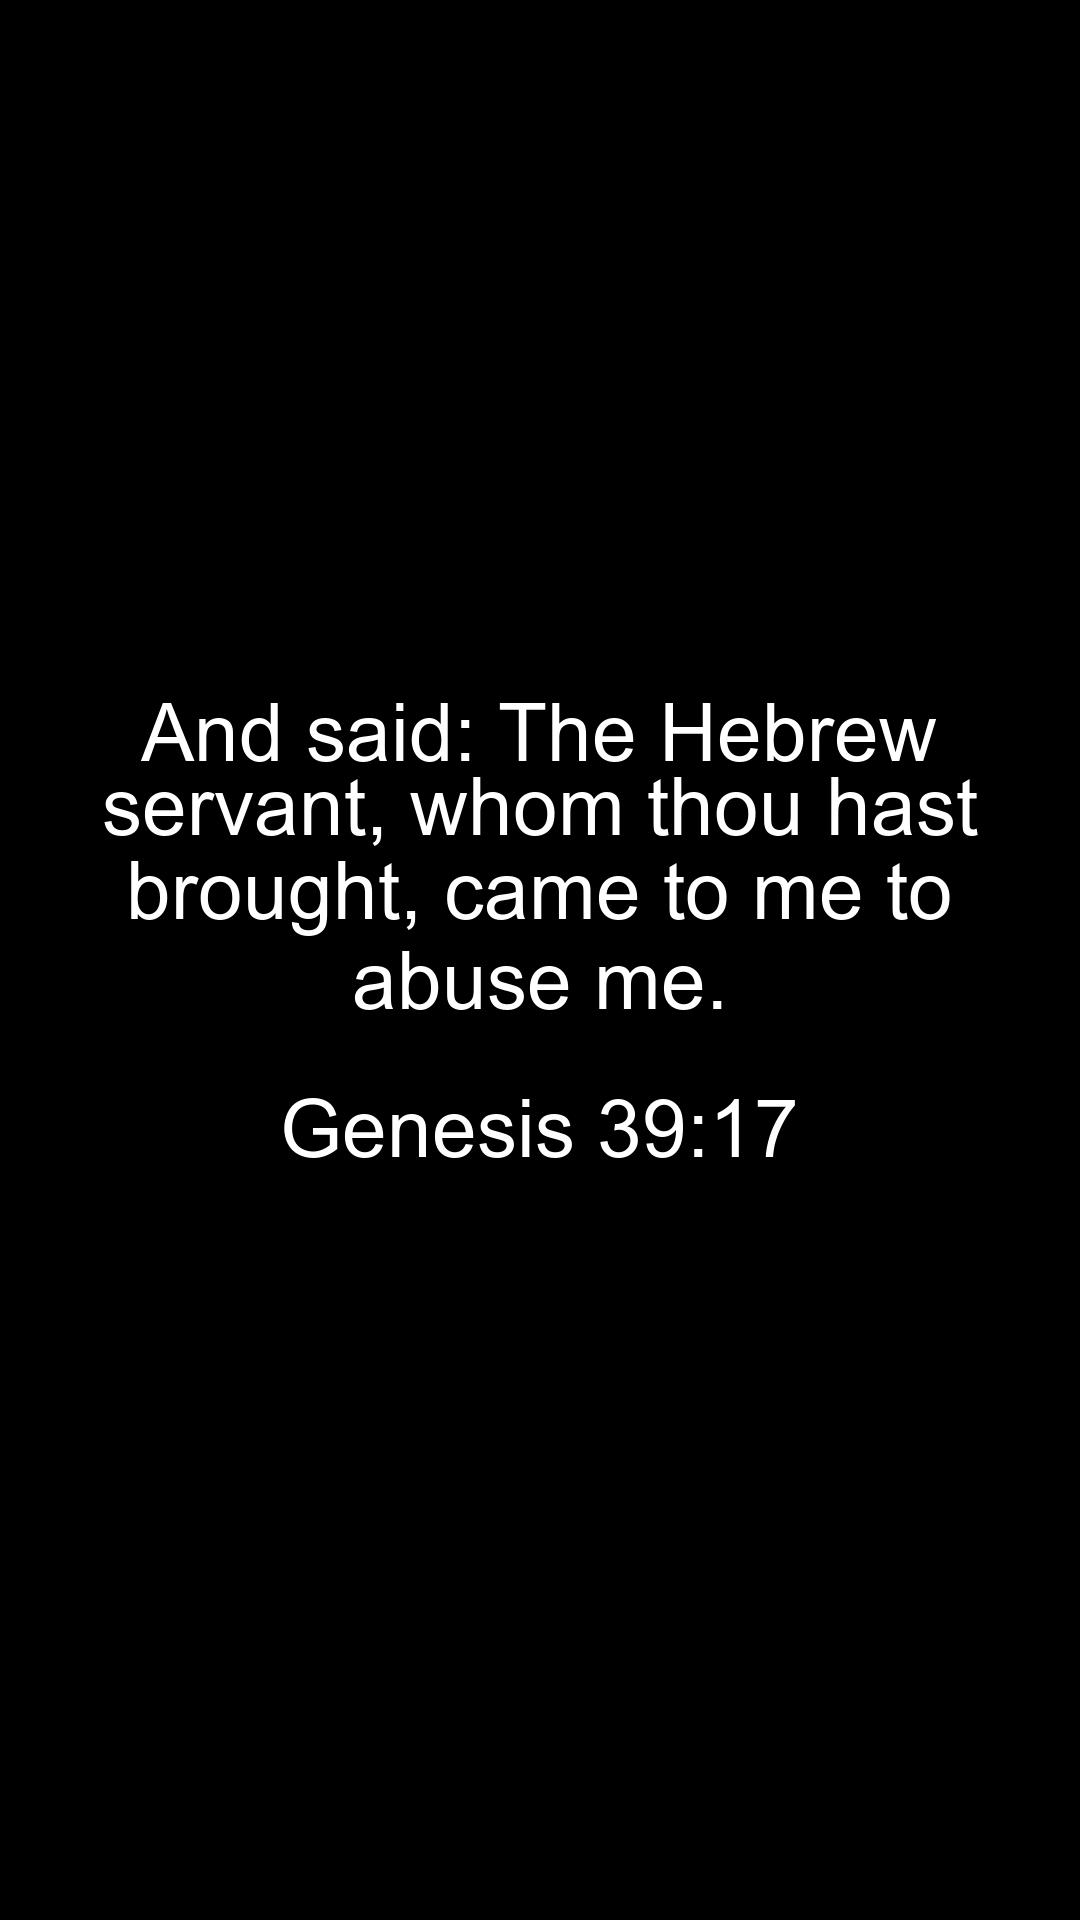 And said: The Hebrew
servant, whom thou hast
brought, came to me to
abuse me.
Genesis 39:17